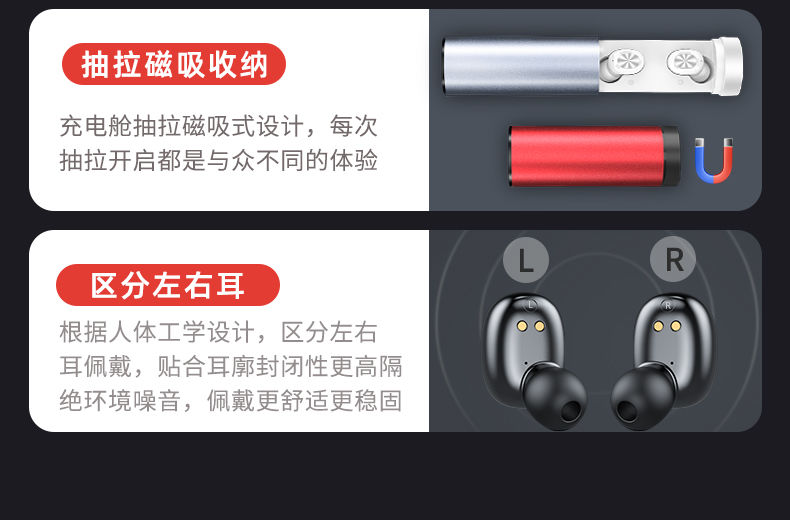 抽拉磁吸收纳
充电舱抽拉磁吸式设计，每次
抽拉开启都是与众不同的体验
区分左右耳
根据人体工学设计，区分左右
耳佩戴，贴合耳廓封闭性更高隔
绝环境噪音，佩戴更舒适更稳固
L
R
L
R